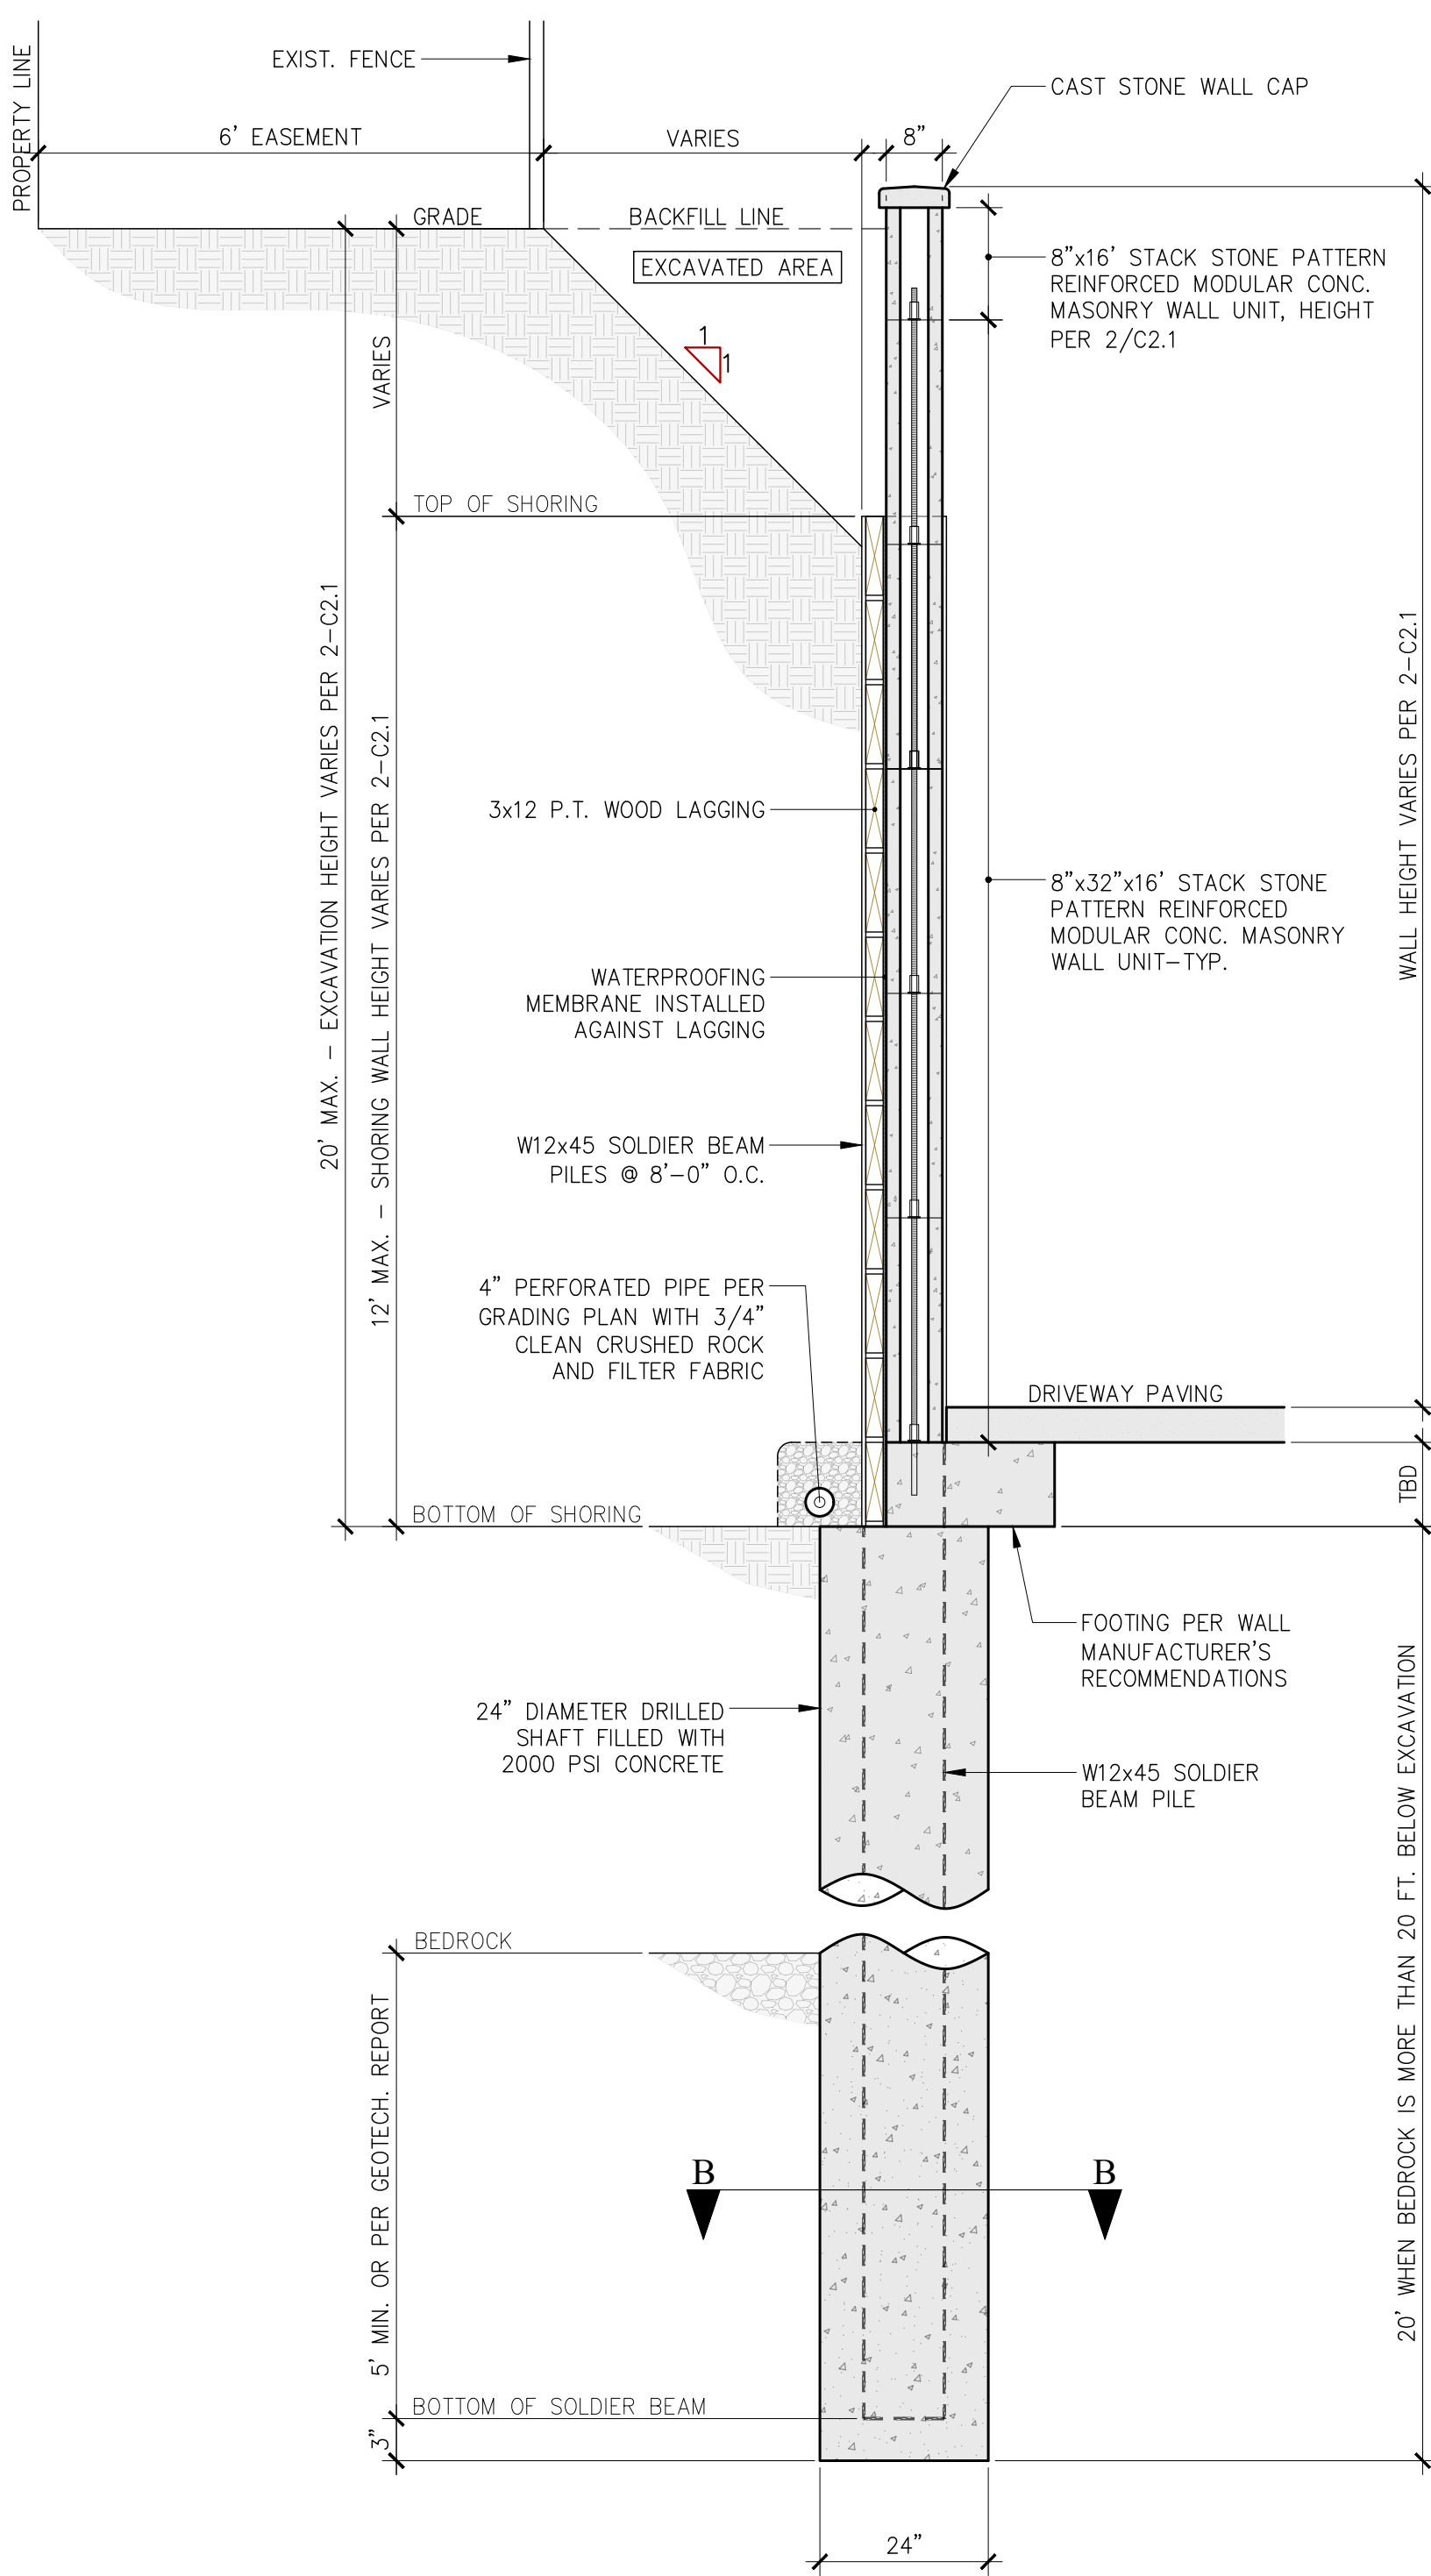 PROPERTY LINE
EXIST. FENCE
CAST STONE WALL CAP
6' EASEMENT
VARIES
8"
GRADE
BACKFILL LINE
EXCAVATED AREA
8"x16' STACK STONE PATTERN
REINFORCED MODULAR CONC.
MASONRY WALL UNIT, HEIGHT
PER 2/C2.1
1
1
VARIES
TOP OF SHORING
20' MAX. - EXCAVATION HEIGHT VARIES PER 2-C2.1
12' MAX. - SHORING WALL HEIGHT VARIES PER 2-C2.1
WALL HEIGHT VARIES PER 2-C2.1
3x12 P.T. WOOD LAGGING
8"x32"x16' STACK STONE
PATTERN REINFORCED
MODULAR CONC. MASONRY
WALL UNIT-TYP.
WATERPROOFING
MEMBRANE INSTALLED
AGAINST LAGGING
W12x45 SOLDIER BEAM
PILES @ 8'-0" O.C.
4" PERFORATED PIPE PER
GRADING PLAN WITH 3/4"
CLEAN CRUSHED ROCK
AND FILTER FABRIC
DRIVEWAY PAVING
TBD
BOTTOM OF SHORING
FOOTING PER WALL
MANUFACTURER'S
RECOMMENDATIONS
24" DIAMETER DRILLED
SHAFT FILLED WITH
2000 PSI CONCRETE
W12x45 SOLDIER
BEAM PILE
20' WHEN BEDROCK IS MORE THAN 20 FT. BELOW EXCAVATION
BEDROCK
5' MIN. OR PER GEOTECH. REPORT
B
B
BOTTOM OF SOLDIER BEAM
3"
24"